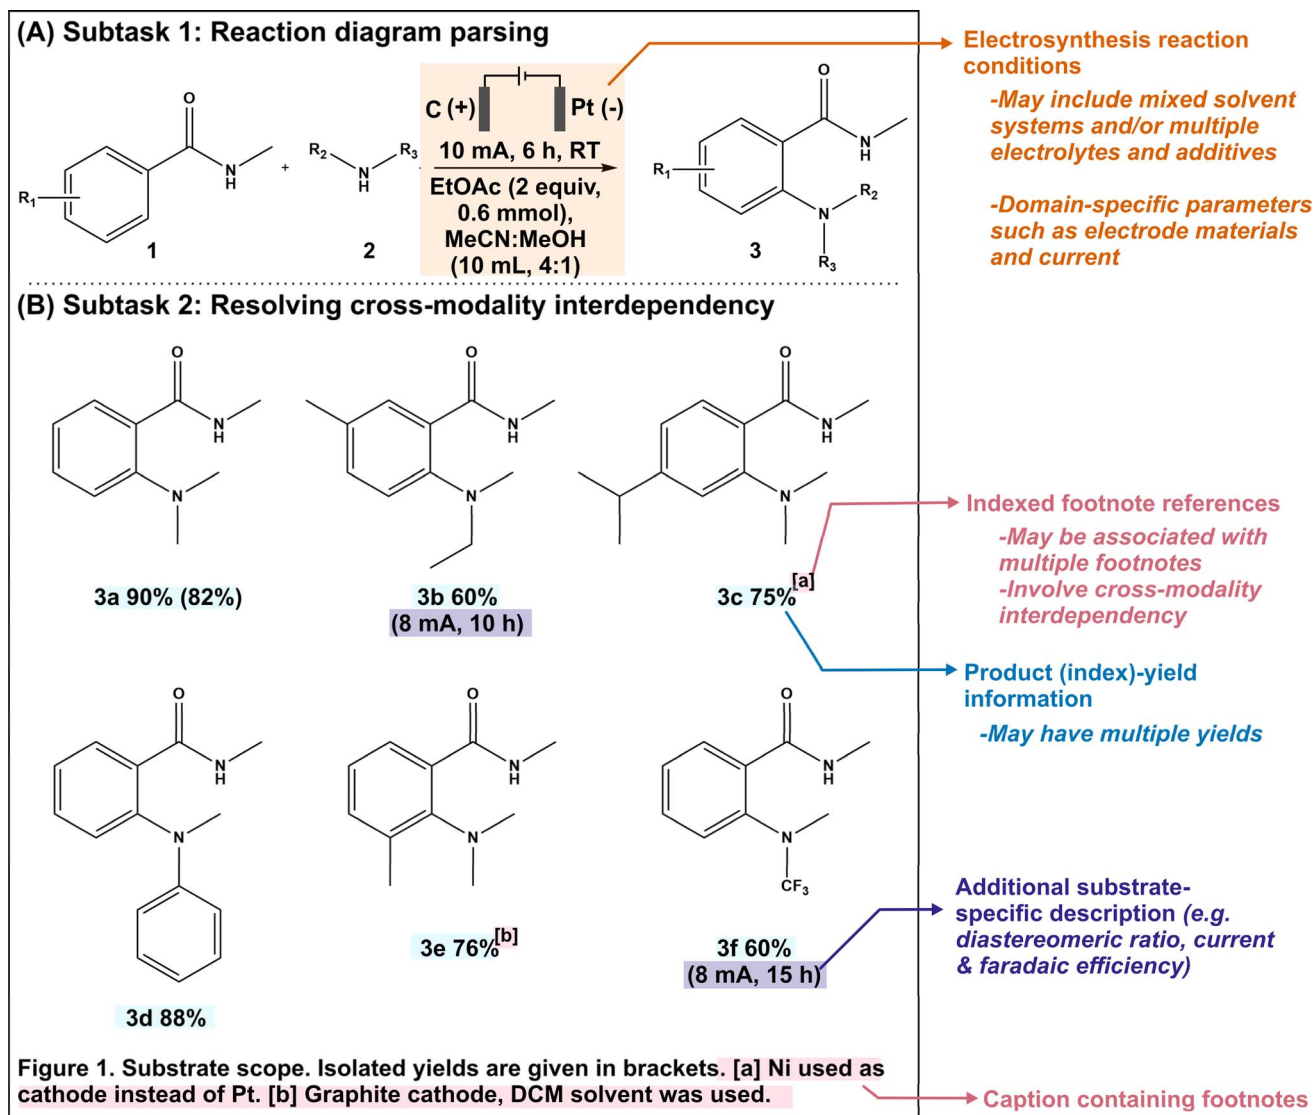 (A) Subtask 1: Reaction diagram parsing
O
N
H
R1
1
+
R2
N
H
R3
2
C (+)
Pt (-)
10 mA, 6 h, RT
EtOAc (2 equiv,
0.6 mmol),
MeCN:MeOH
(10 mL, 4:1)
O
N
H
R1
N
R2
R3
3
Electrosynthesis reaction
conditions
-May include mixed solvent
systems and/or multiple
electrolytes and additives
-Domain-specific parameters
such as electrode materials
and current
(B) Subtask 2: Resolving cross-modality interdependency
O
N
H
N
3a 90% (82%)
O
N
H
N
3b 60%
(8 mA, 10 h)
O
N
H
N
3c 75%[a]
Indexed footnote references
-May be associated with
multiple footnotes
-Involve cross-modality
interdependency
Product (index)-yield
information
-May have multiple yields
O
N
H
N
3d 88%
O
N
H
N
3e 76%[b]
O
N
H
N
CF3
3f 60%
(8 mA, 15 h)
Additional substrate-
specific description (e.g.
diastereomeric ratio, current
& faradaic efficiency)
Figure 1. Substrate scope. Isolated yields are given in brackets. [a] Ni used as
cathode instead of Pt. [b] Graphite cathode, DCM solvent was used.
Caption containing footnotes